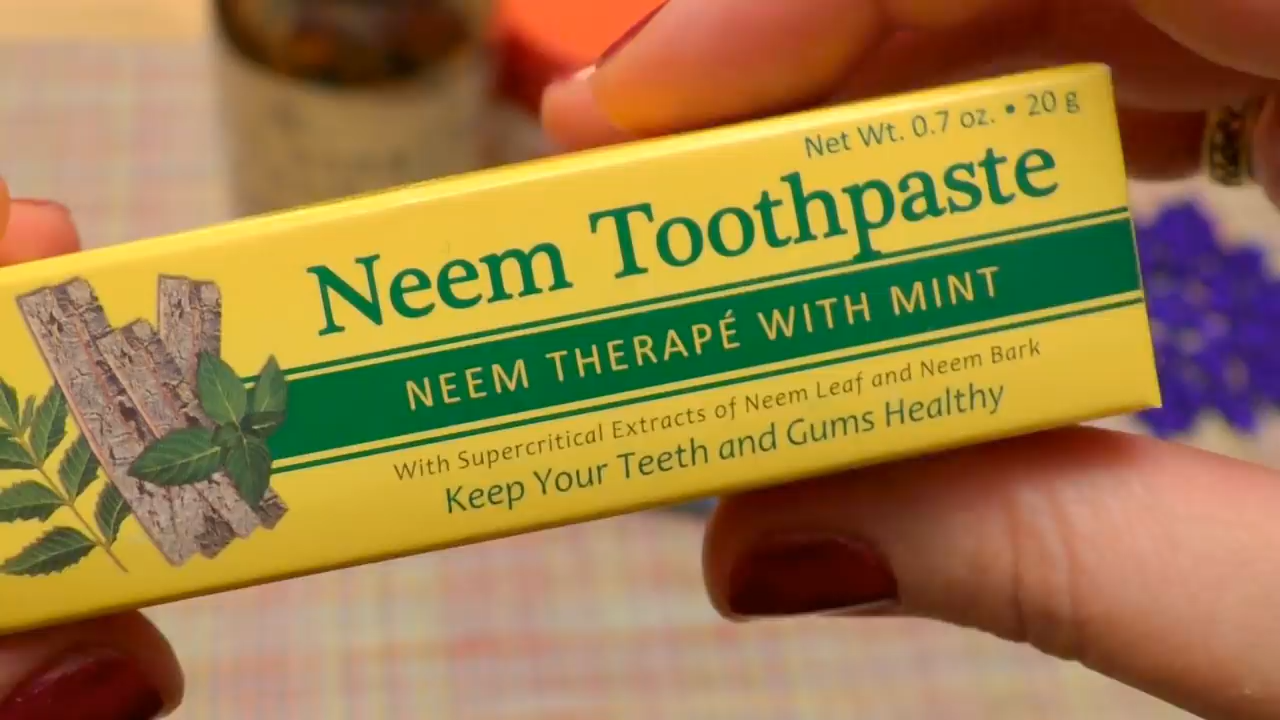 Net Wt. 0.7 oz. • 20 g
Neem Toothpaste
NEEM THERAPÉ WITH MINT
With Supercritical Extracts of Neem Leaf and Neem Bark
Keep Your Teeth and Gums Healthy